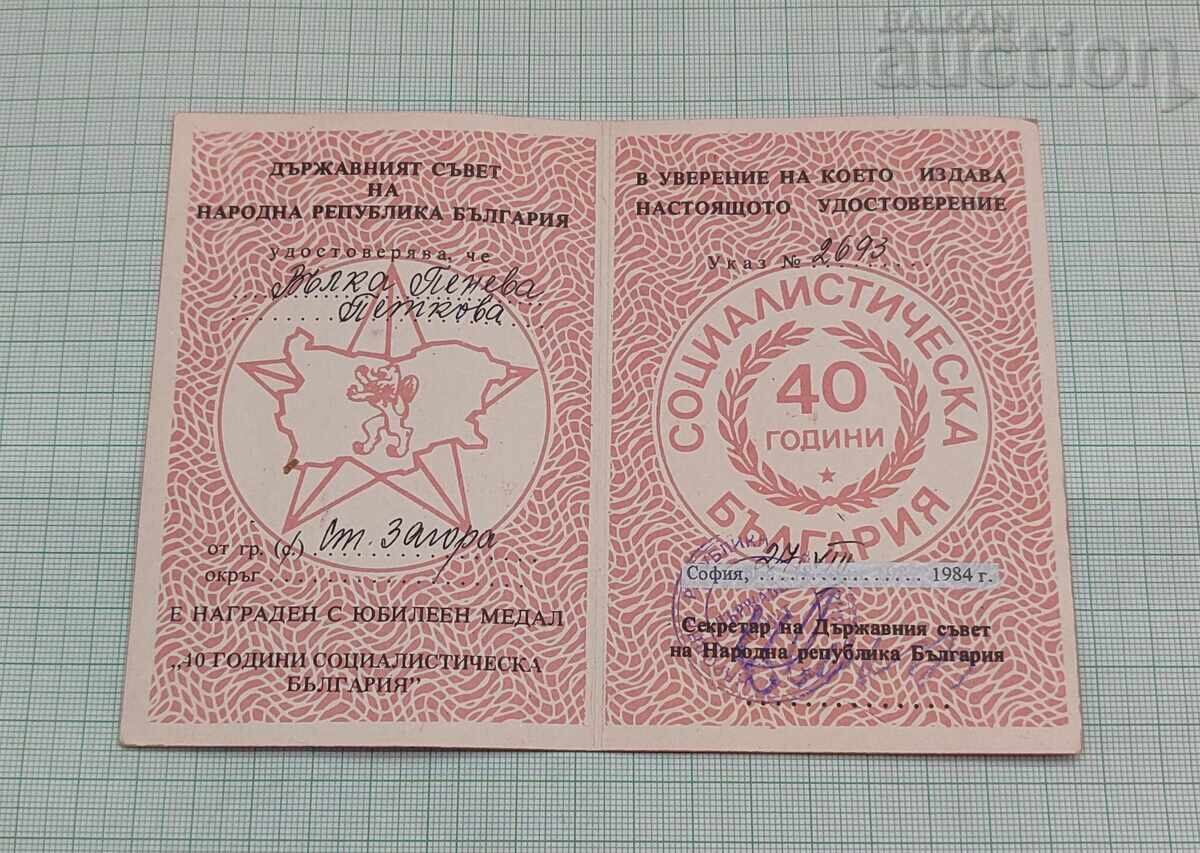 BALKAN
auction
ДЪРЖАВНИЯТ СЪВЕТ
НА
НАРОДНА РЕПУБЛИКА БЪЛГАРИЯ
удостоверява, че
Вълка Пенева
Петкова
от гр. (с.) Ст. Загора
окръг
Е НАГРАДЕН С ЮБИЛЕЕН МЕДАЛ
„40 ГОДИНИ СОЦИАЛИСТИЧЕСКА
БЪЛГАРИЯ”
В УВЕРЕНИЕ НА КОЕТО ИЗДАВА
НАСТОЯЩОТО УДОСТОВЕРЕНИЕ
Указ № 2693
СОЦИАЛИСТИЧЕСКА
40
ГОДИНИ
БЪЛГАРИЯ
27 VIII
София, 1984 г.
Секретар на Държавния съвет
на Народна република България